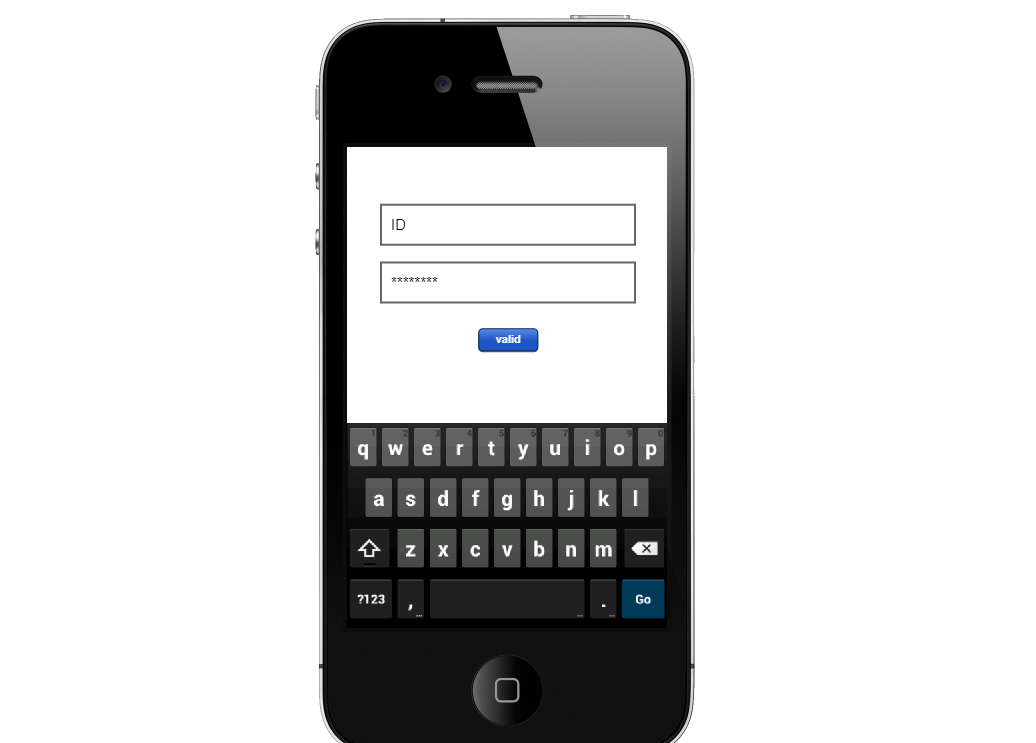 ID
********
valid
1 2 3 4 5 6 7 8 9 0
q w e r t y u i o p
a s d f g h j k l
z x c v b n m
?123 , ... ... . ... Go